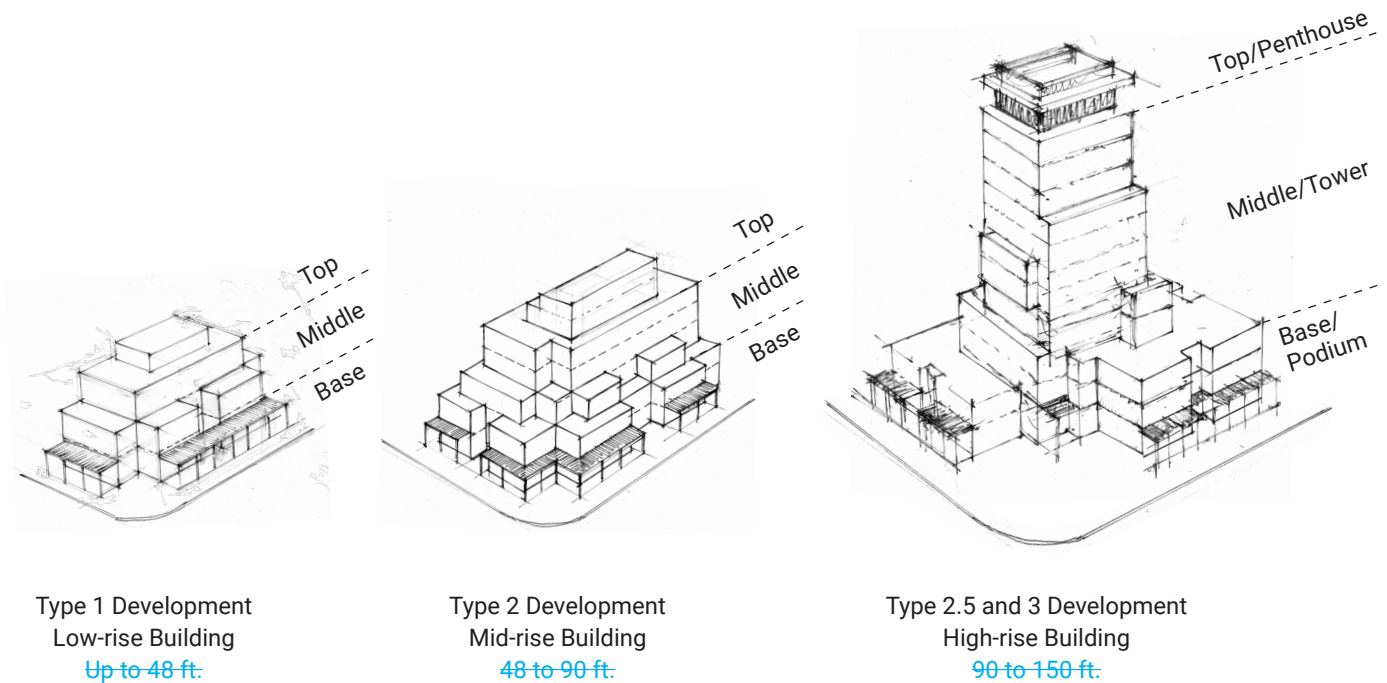 Top/Penthouse
Middle/Tower
Base/
Podium
Top
Middle
Base
Top
Middle
Base
Type 1 Development
Low-rise Building
Up to 48 ft.
Type 2 Development
Mid-rise Building
48 to 90 ft.
Type 2.5 and 3 Development
High-rise Building
90 to 150 ft.